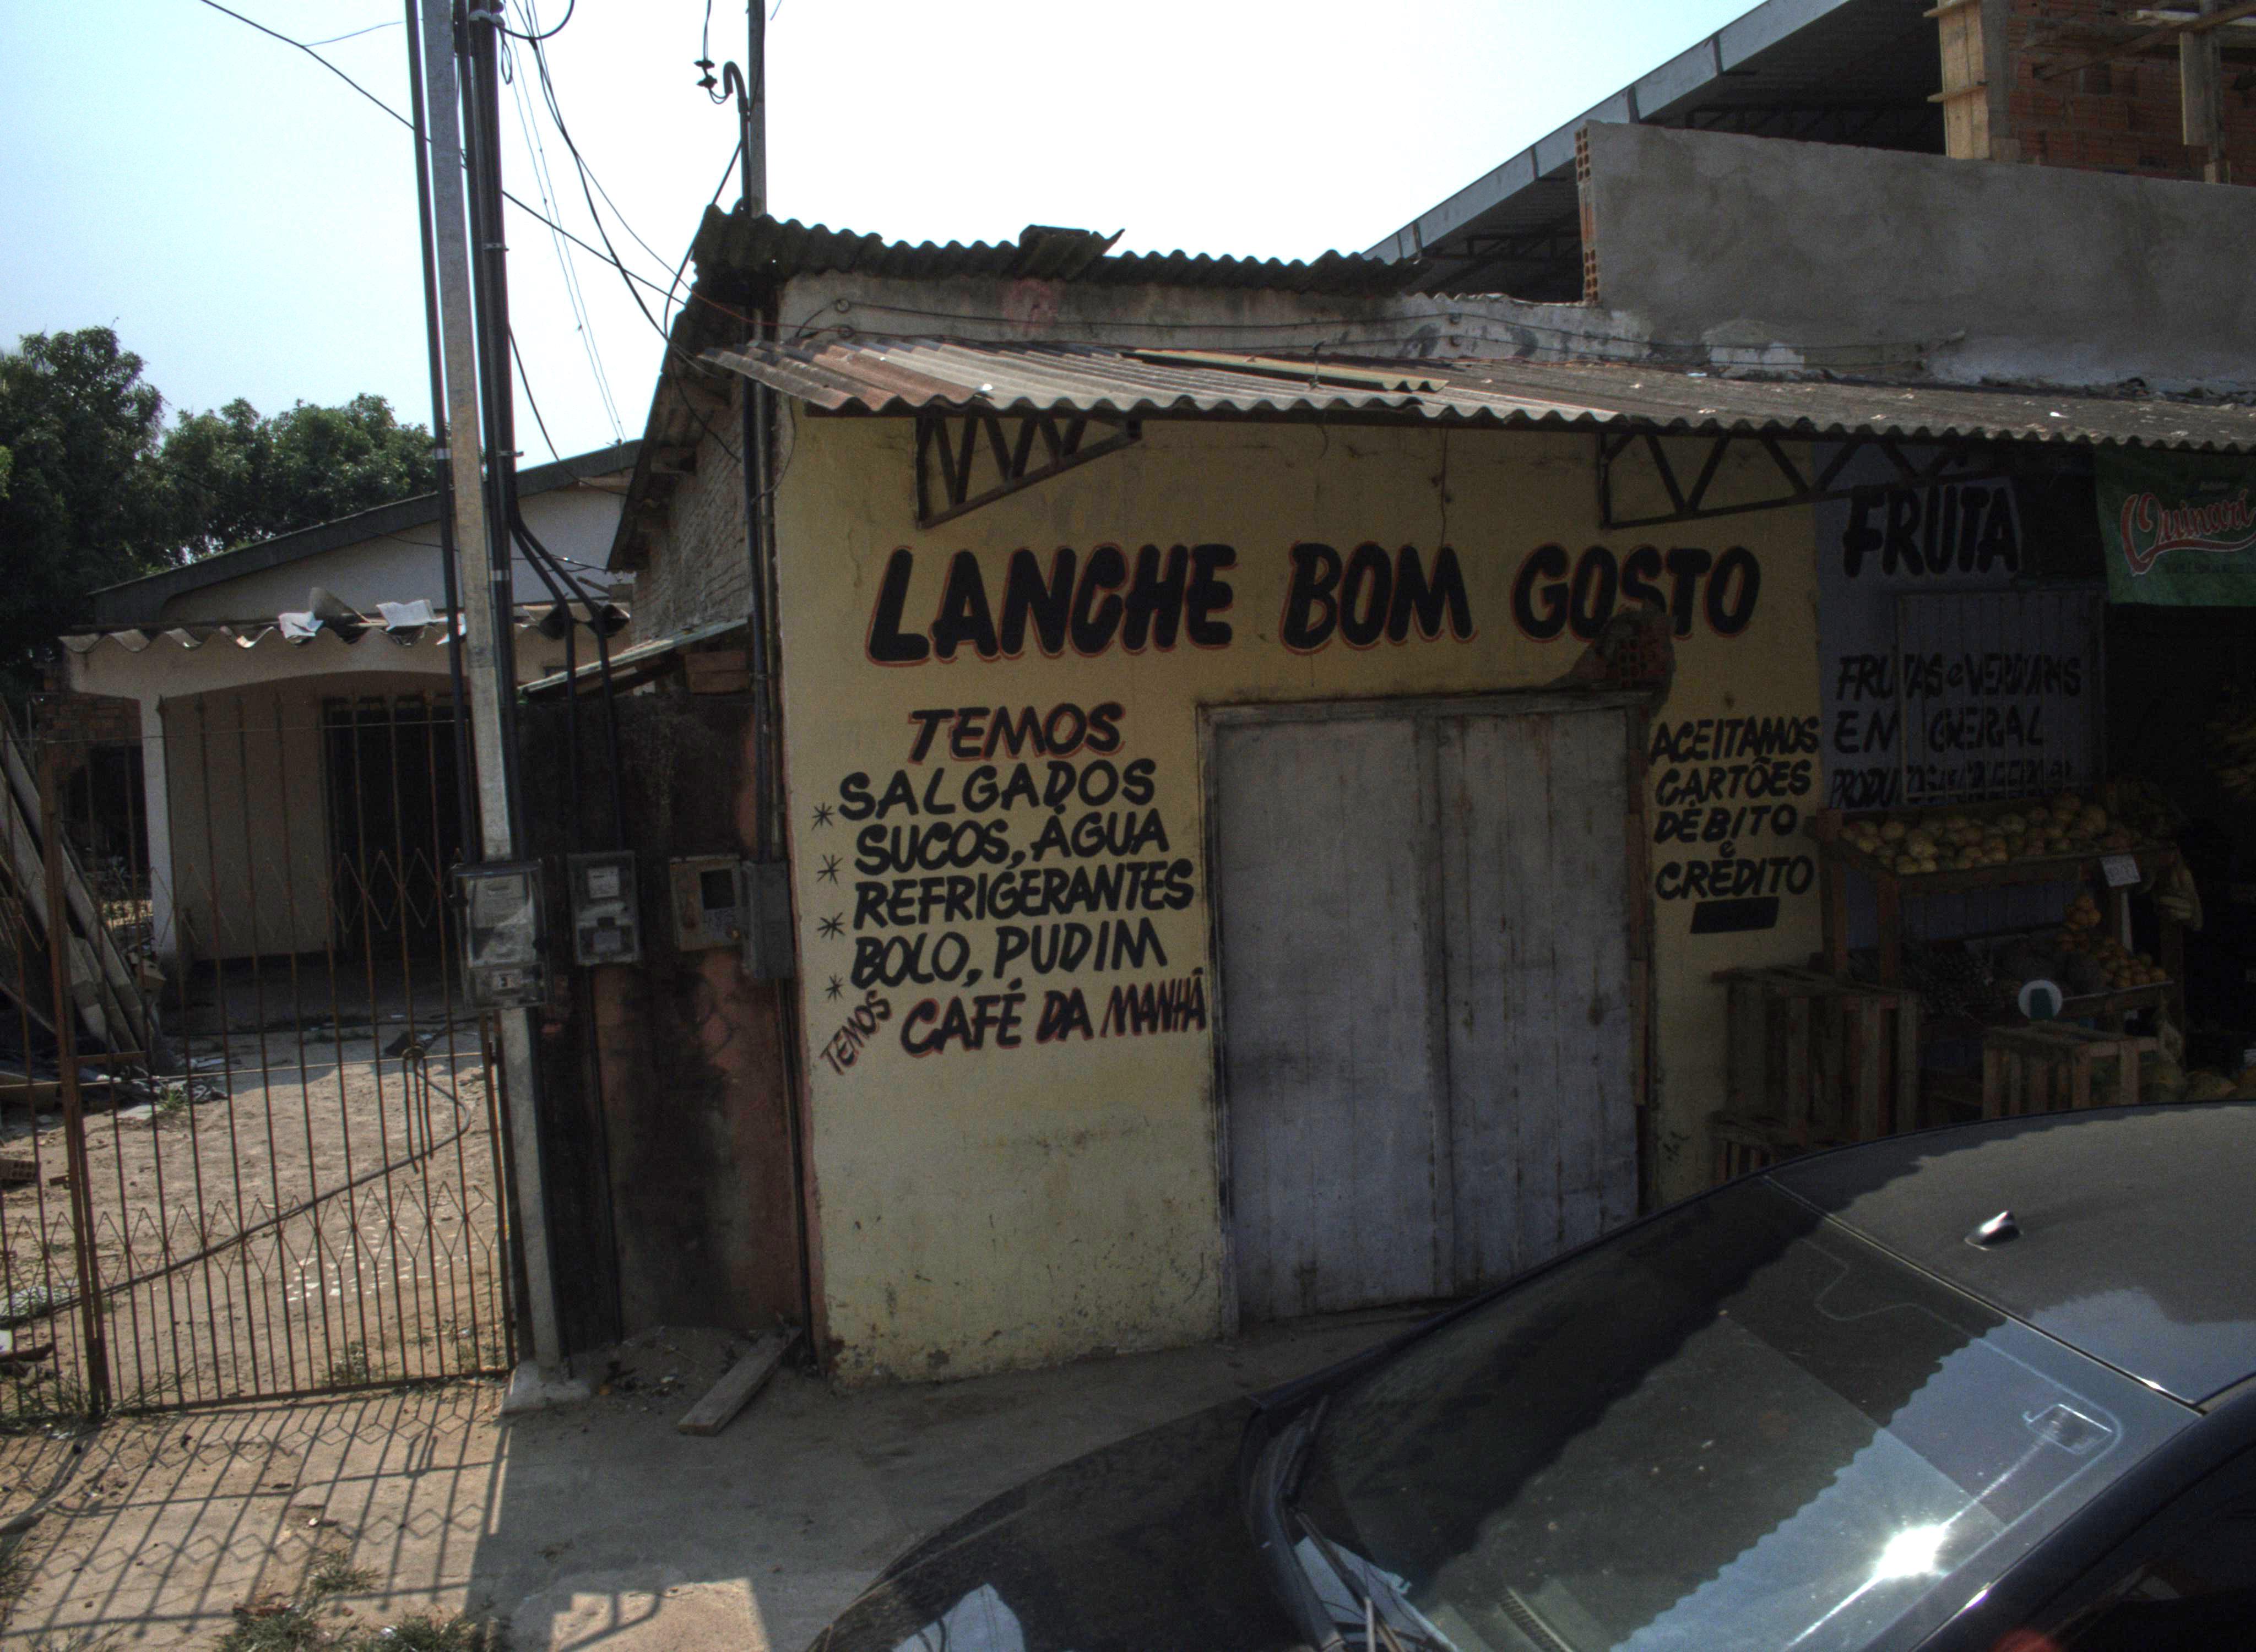 LANCHE BOM GOSTO
TEMOS
* SALGADOS
* SUCOS, ÁGUA
* REFRIGERANTES
* BOLO, PUDIM
TEMOS CAFÉ DA MANHÃ
ACEITAMOS
CARTÕES
DÉBITO
e
CRÉDITO
FRUTA
FRUTAS e VERDURAS
EM GERAL
Quinari